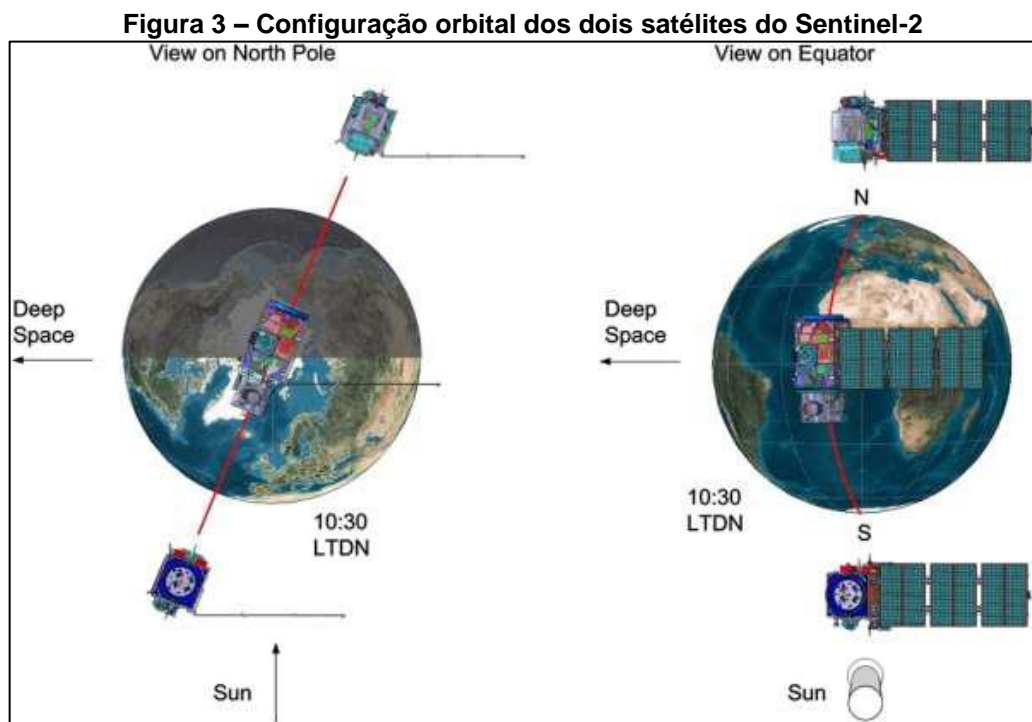 Figura 3 – Configuração orbital dos dois satélites do Sentinel-2
View on North Pole
Deep
Space
10:30
LTDN
Sun
View on Equator
N
Deep
Space
10:30
LTDN
S
Sun